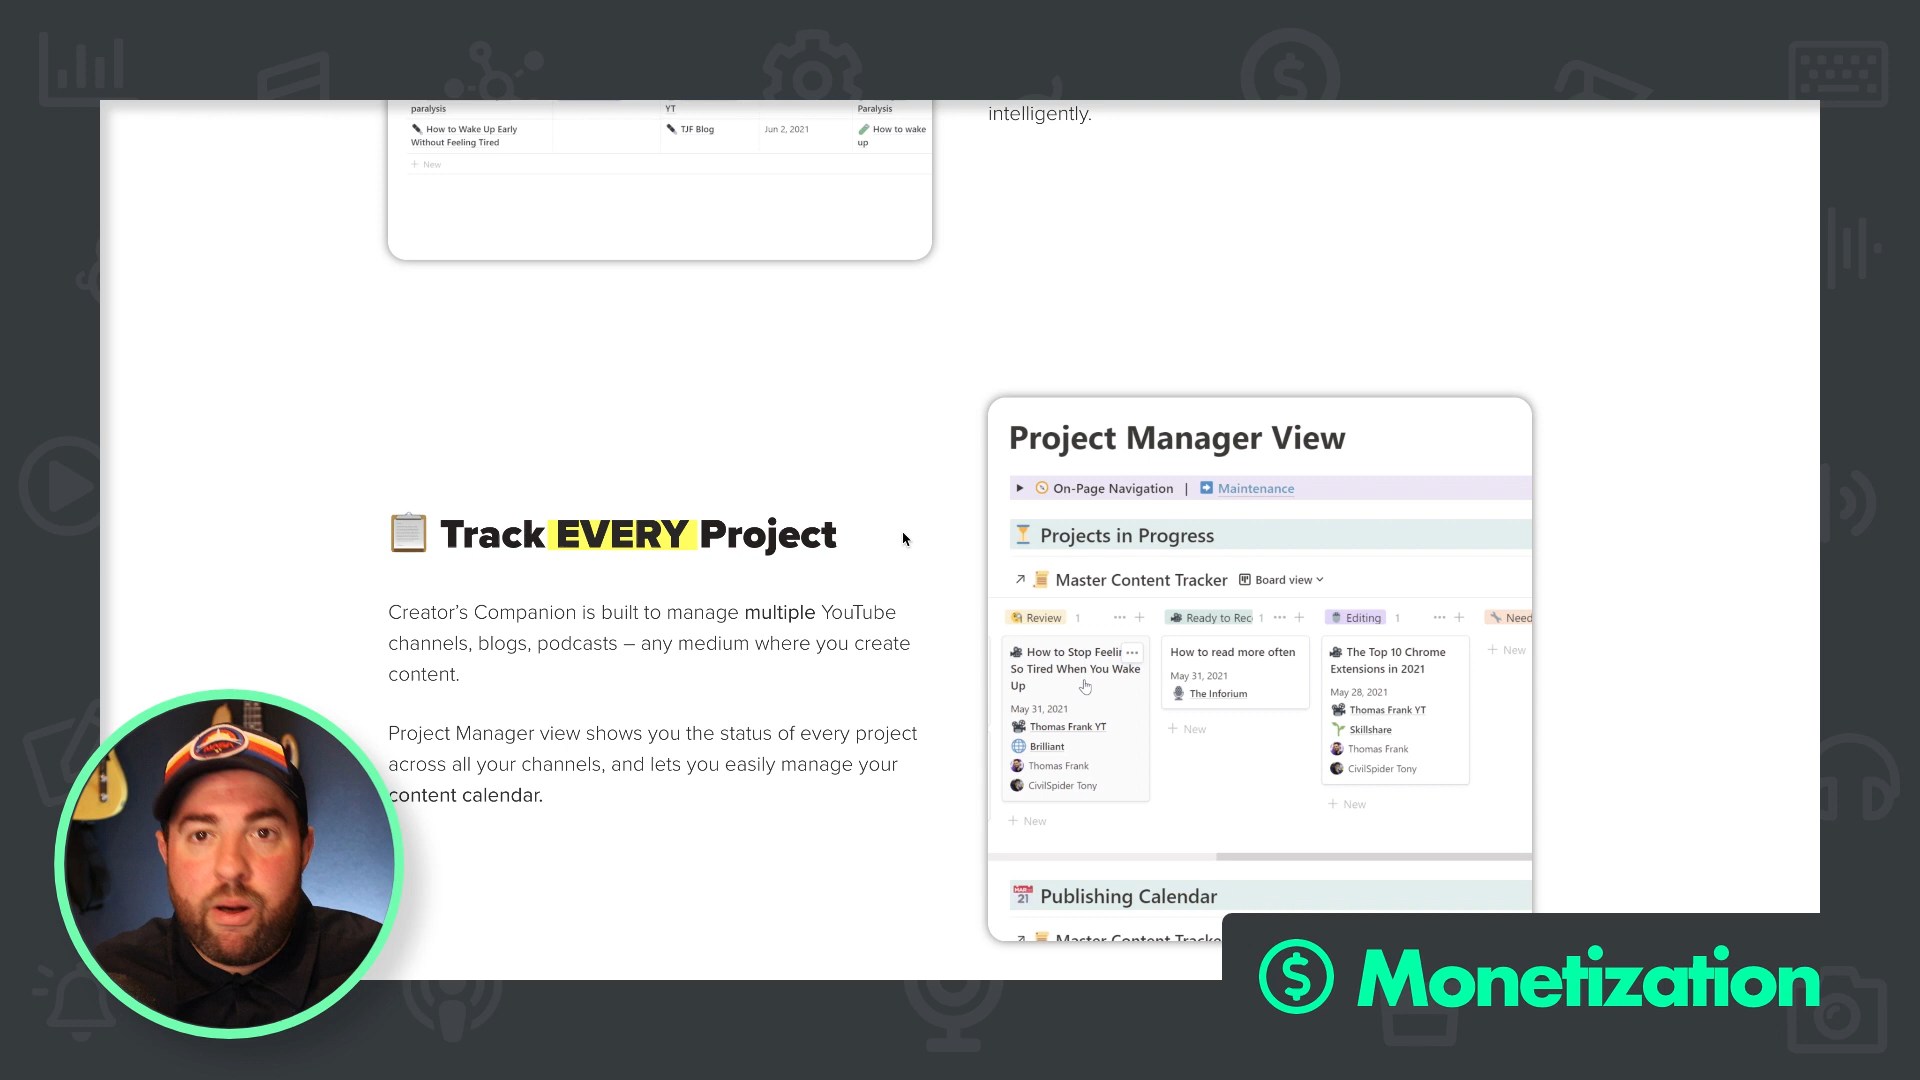 paralysis YT Paralysis
How to Wake Up Early TJF Blog Jun 2, 2021 How to wake
Without Feeling Tired up
+ New
intelligently.
Track EVERY Project
Creator's Companion is built to manage multiple YouTube
channels, blogs, podcasts – any medium where you create
content.
Project Manager view shows you the status of every project
across all your channels, and lets you easily manage your
content calendar.
Project Manager View
On-Page Navigation | Maintenance
Projects in Progress
Master Content Tracker Board view
Review 1 ••• +
How to Stop Feelin •••
So Tired When You Wake
Up
May 31, 2021
Thomas Frank YT
Brilliant
Thomas Frank
CivilSpider Tony
+ New
Ready to Rec 1 ••• +
How to read more often
May 31, 2021
The Inforium
+ New
Editing 1 ••• +
The Top 10 Chrome
Extensions in 2021
May 28, 2021
Thomas Frank YT
Skillshare
Thomas Frank
CivilSpider Tony
+ New
Need
+ New
MAR 21 Publishing Calendar
Master Content Tracke
$ Monetization